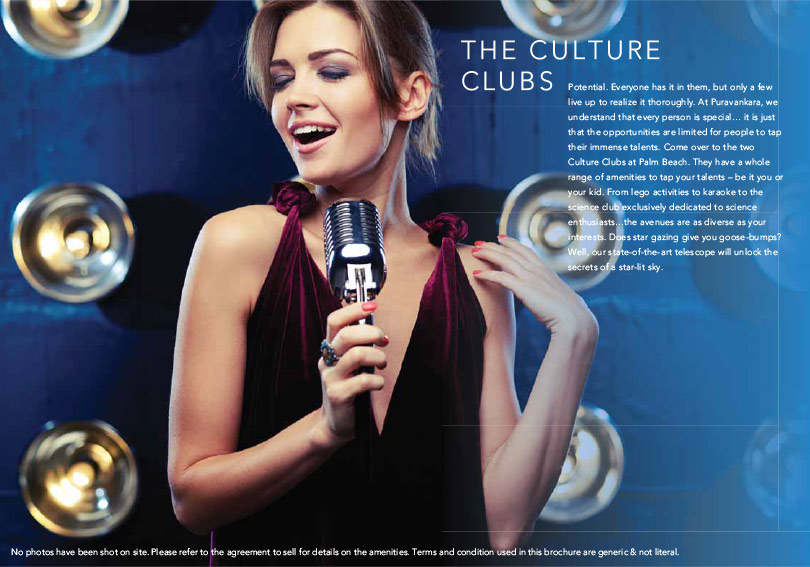 THE CULTURE
CLUBS
Potential. Everyone has it in them, but only a few
live up to realize it thoroughly. At Puravankara, we
understand that every person is special... it is just
that the opportunities are limited for people to tap
their immense talents. Come over to the two
Culture Clubs at Palm Beach. They have a whole
range of amenities to tap your talents – be it you or
your kid. From lego activities to karaoke to the
science club exclusively dedicated to science
enthusiasts...the avenues are as diverse as your
interests. Does star gazing give you goose-bumps?
Well, our state-of-the-art telescope will unlock the
secrets of a star-lit sky.
No photos have been shot on site. Please refer to the agreement to sell for details on the amenities. Terms and condition used in this brochure are generic & not literal.